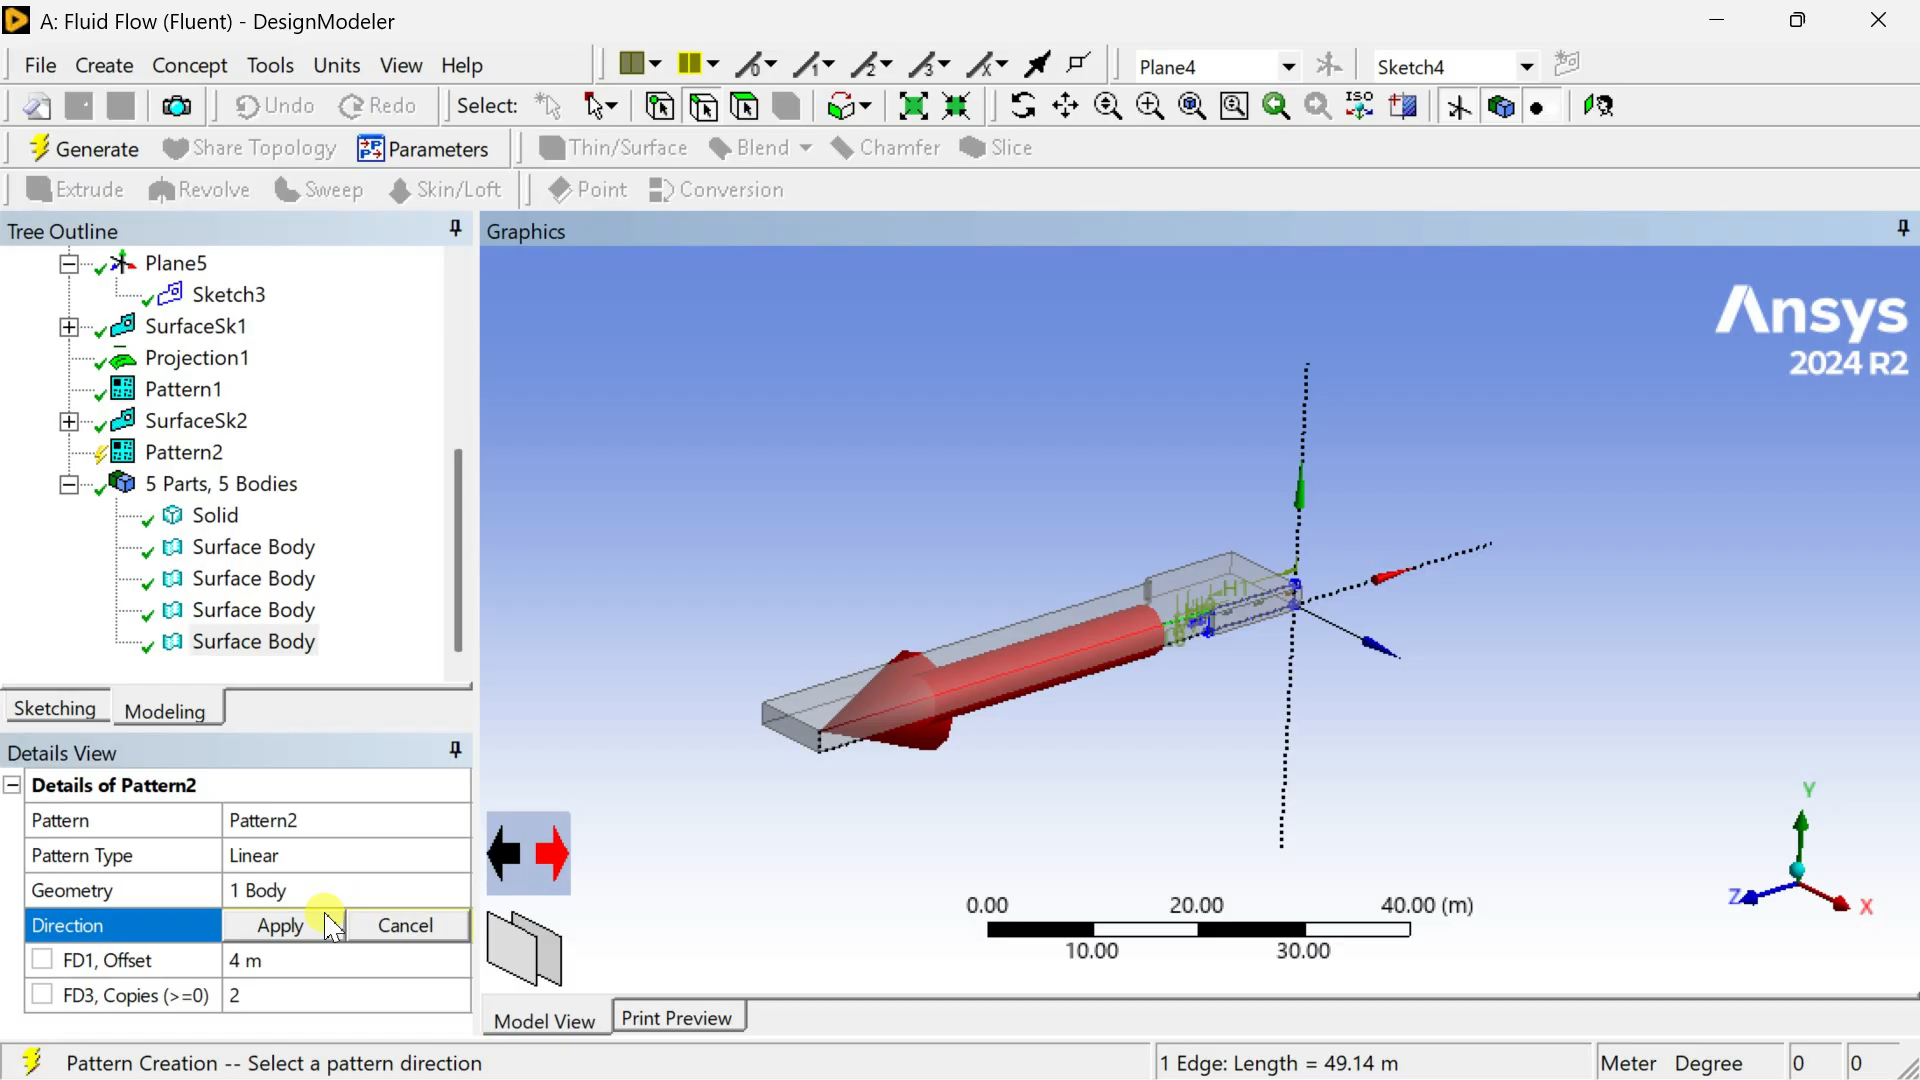 A: Fluid Flow (Fluent) - DesignModeler
File Create Concept Tools Units View Help
Plane4
Sketch4
Undo Redo Select:
ISO
Generate Share Topology Parameters Thin/Surface Blend Chamfer Slice
Extrude Revolve Sweep Skin/Loft Point Conversion
Tree Outline
Plane5
Sketch3
SurfaceSk1
Projection1
Pattern1
SurfaceSk2
Pattern2
5 Parts, 5 Bodies
Solid
Surface Body
Surface Body
Surface Body
Surface Body
Sketching Modeling
Details View
Details of Pattern2
Pattern Pattern2
Pattern Type Linear
Geometry 1 Body
Direction Apply Cancel
FD1, Offset 4 m
FD3, Copies (>=0) 2
Graphics
Ansys
2024 R2
H1
0.00 20.00 40.00 (m)
10.00 30.00
Y
Z
X
Model View Print Preview
Pattern Creation -- Select a pattern direction
1 Edge: Length = 49.14 m
Meter Degree 0 0